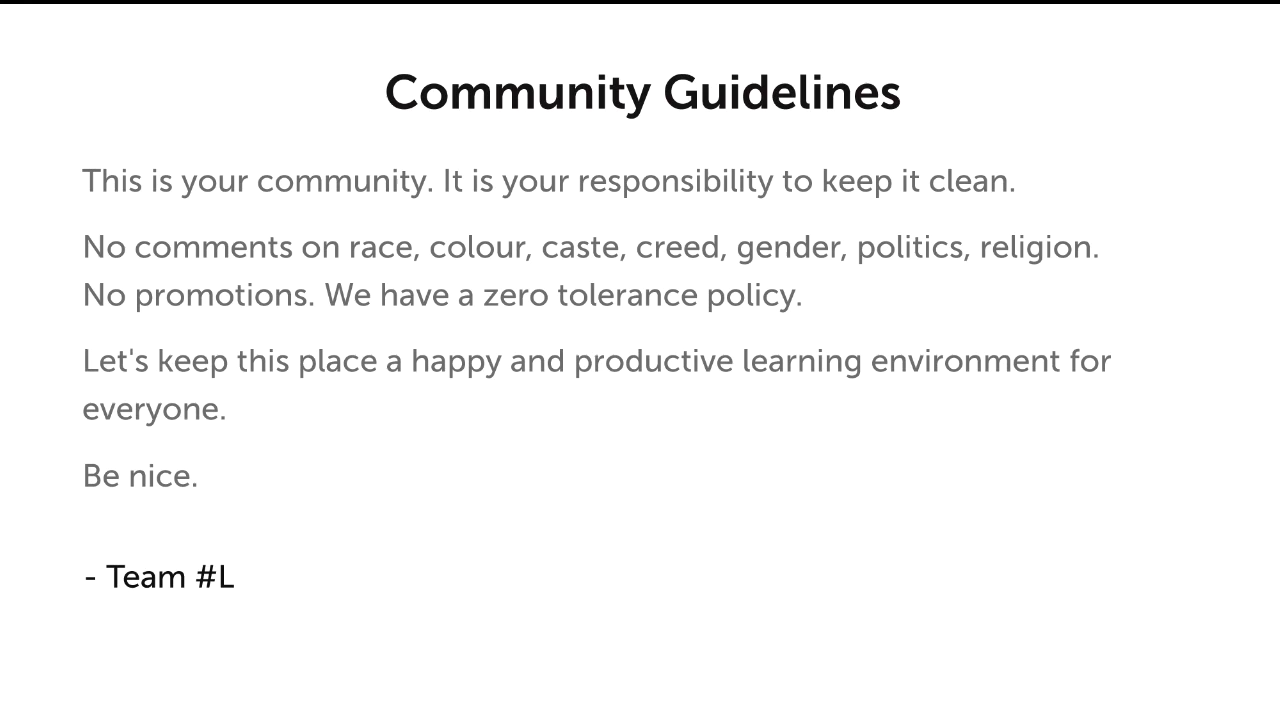 Community Guidelines
This is your community. It is your responsibility to keep it clean.
No comments on race, colour, caste, creed, gender, politics, religion.
No promotions. We have a zero tolerance policy.
Let's keep this place a happy and productive learning environment for
everyone.
Be nice.
- Team #L